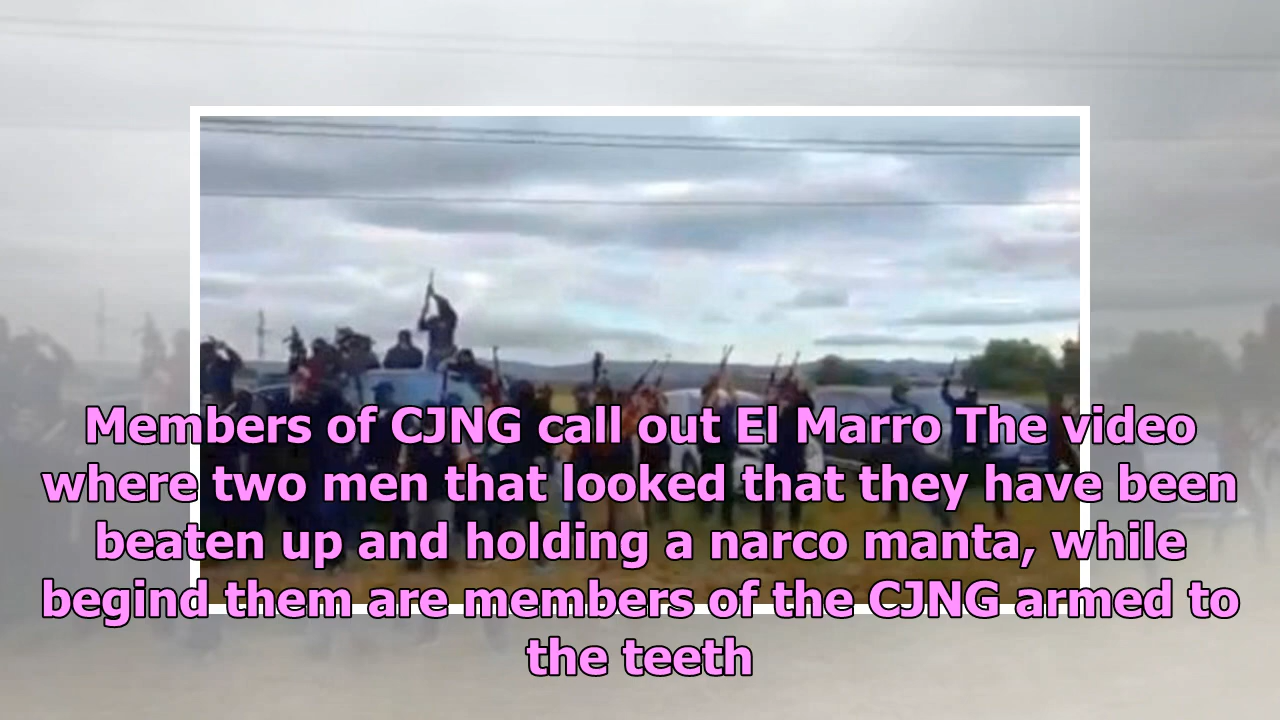 Members of CJNG call out El Marro The video
where two men that looked that they have been
beaten up and holding a narco manta, while
begind them are members of the CJNG armed to
the teeth